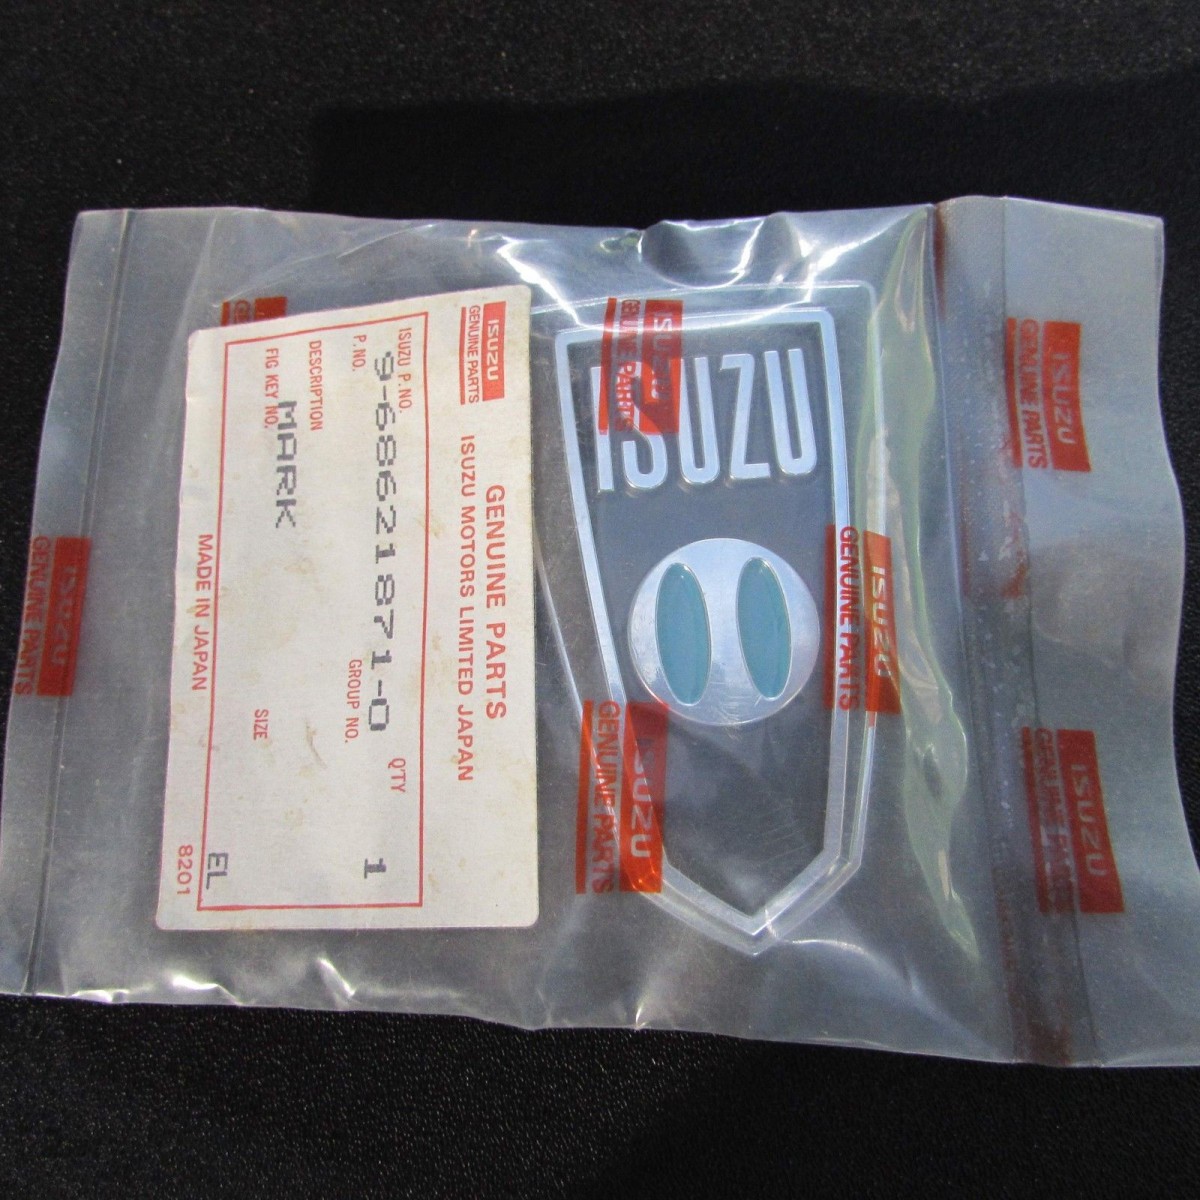 ISUZU
GENUINE PARTS
GENUINE PARTS
ISUZU MOTORS LIMITED JAPAN
ISUZU P.NO.
P.NO.
9-68621871-0
GROUP NO.
Q'TY
1
DESCRIPTION
FIG KEY NO.
MARK
SIZE
EL
MADE IN JAPAN
8201
ISUZU
ISUZU
GENUINE PARTS
ISUZU
GENUINE PARTS
ISUZU
GENUINE PARTS
ISUZU
GENUINE PARTS
ISUZU
GENUINE PARTS
ISUZU
GENUINE PARTS